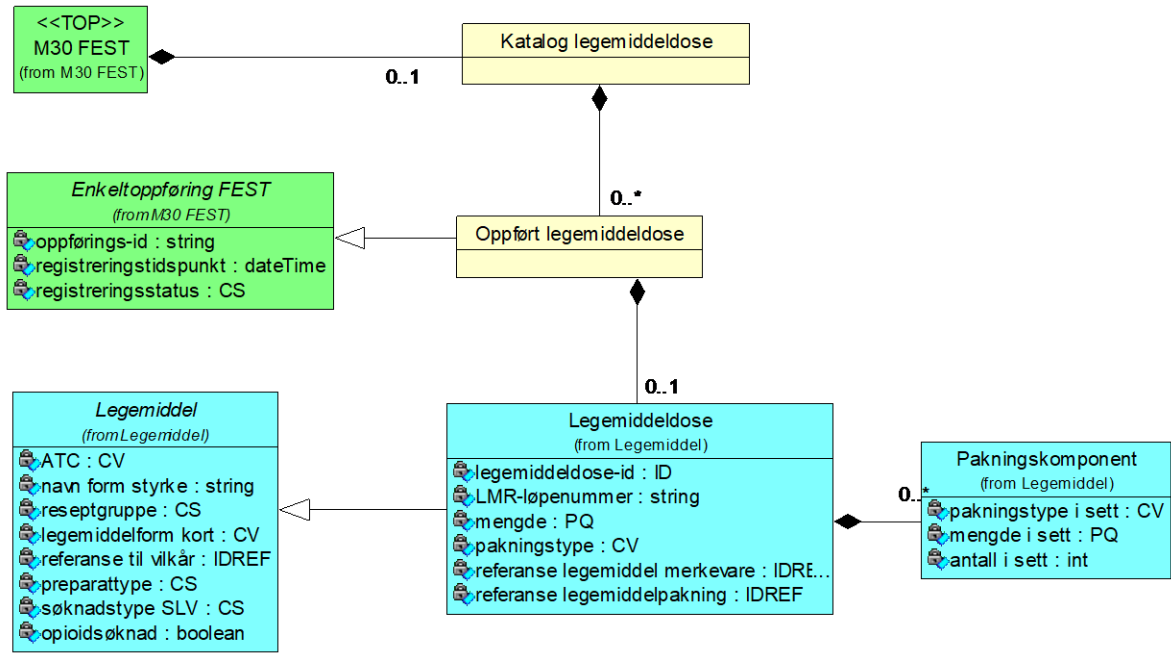 <<TOP>>
M30 FEST
(from M30 FEST)
Katalog legemiddeldose
0..1
0..*
Enkeltoppføring FEST
(from M30 FEST)
oppførings-id : string
registreringstidspunkt : dateTime
registreringsstatus : CS
Oppført legemiddeldose
0..1
Legemiddel
(from Legemiddel)
ATC : CV
navn form styrke : string
reseptgruppe : CS
legemiddelform kort : CV
referanse til vilkår : IDREF
preparattype : CS
søknadstype SLV : CS
opioidsøknad : boolean
Legemiddeldose
(from Legemiddel)
legemiddeldose-id : ID
LMR-løpenummer : string
mengde : PQ
pakningstype : CV
referanse legemiddel merkevare : IDRE...
referanse legemiddelpakning : IDREF
0..*
Pakningskomponent
(from Legemiddel)
pakningstype i sett : CV
mengde i sett : PQ
antall i sett : int